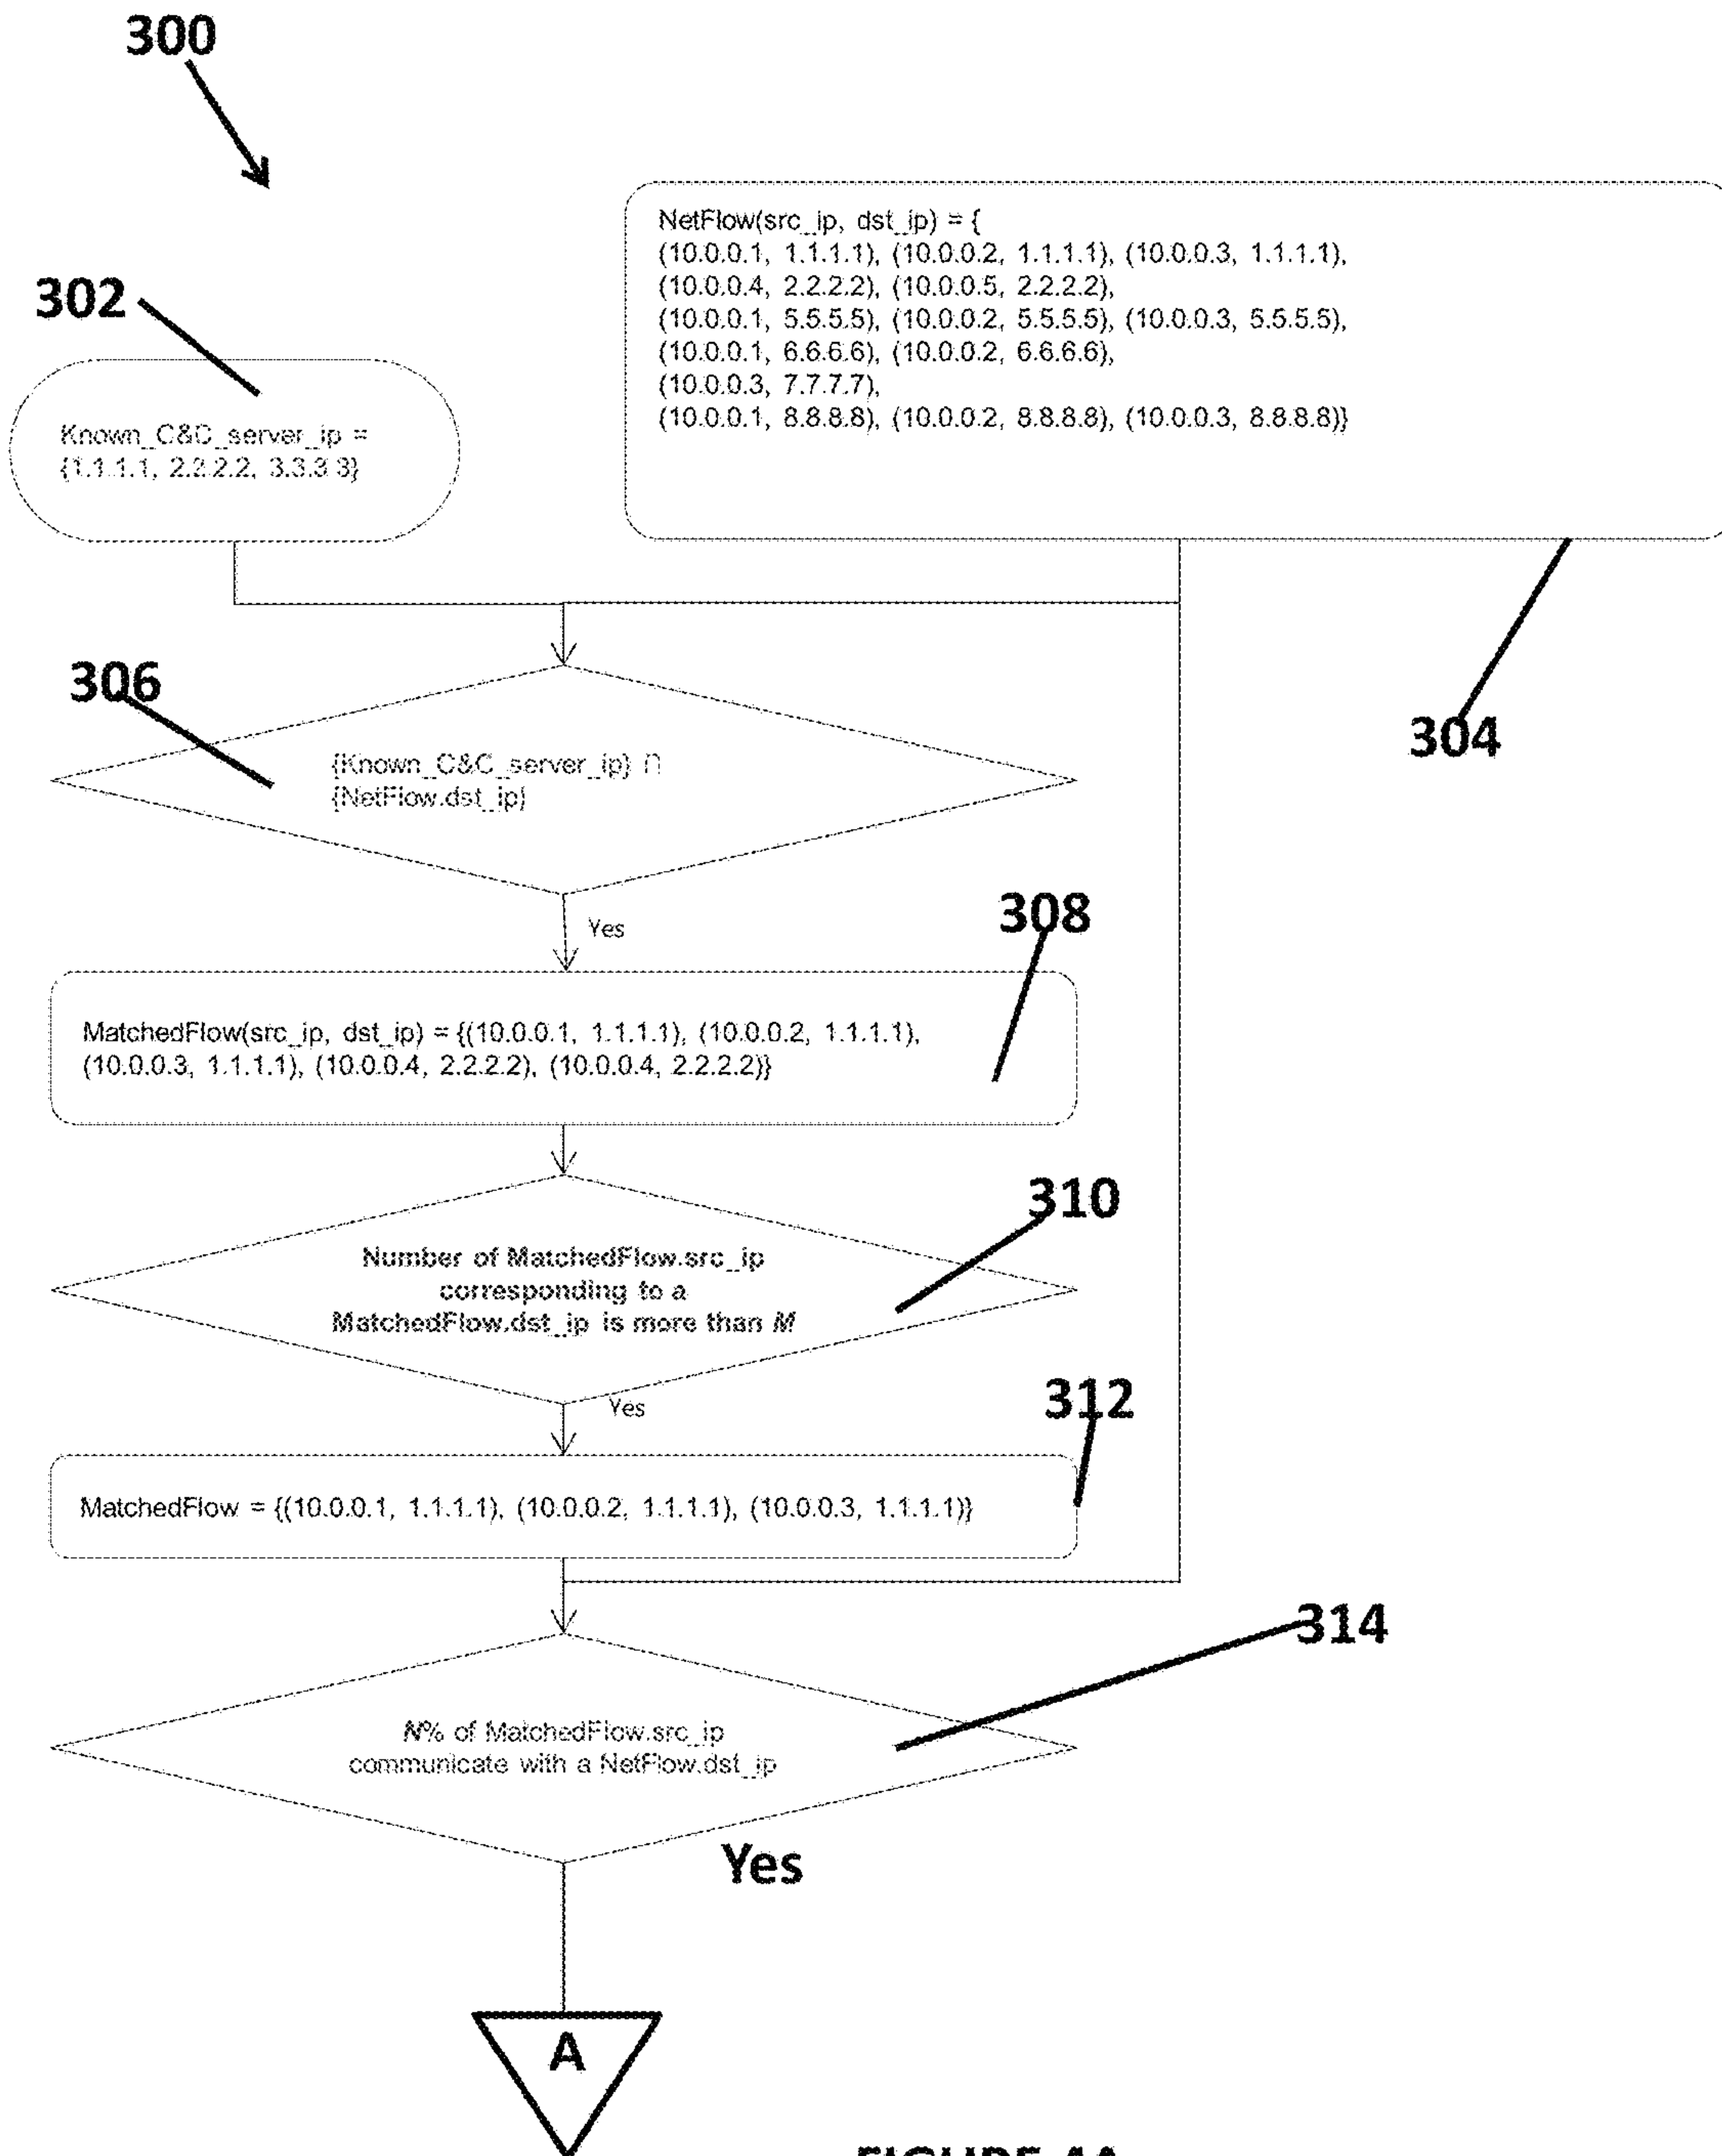 300
NetFlow(src_ip, dst_ip) = {
(10.0.0.1, 1.1.1.1), (10.0.0.2, 1.1.1.1), (10.0.0.3, 1.1.1.1),
(10.0.0.4, 2.2.2.2), (10.0.0.5, 2.2.2.2),
(10.0.0.1, 5.5.5.5), (10.0.0.2, 5.5.5.5), (10.0.0.3, 5.5.5.5),
(10.0.0.1, 6.6.6.6), (10.0.0.2, 6.6.6.6),
(10.0.0.3, 7.7.7.7),
(10.0.0.1, 8.8.8.8), (10.0.0.2, 8.8.8.8), (10.0.0.3, 8.8.8.8)}
302
Known_C&C_server_ip =
{1.1.1.1, 2.2.2.2, 3.3.3.3}
304
306
{Known_C&C_server_ip} ∩
{NetFlow.dst_ip}
Yes
308
MatchedFlow(src_ip, dst_ip) = {(10.0.0.1, 1.1.1.1), (10.0.0.2, 1.1.1.1),
(10.0.0.3, 1.1.1.1), (10.0.0.4, 2.2.2.2), (10.0.0.4, 2.2.2.2)}
310
Number of MatchedFlow.src_ip
corresponding to a
MatchedFlow.dst_ip is more than M
Yes
312
MatchedFlow = {(10.0.0.1, 1.1.1.1), (10.0.0.2, 1.1.1.1), (10.0.0.3, 1.1.1.1)}
314
N% of MatchedFlow.src_ip
communicate with a NetFlow.dst_ip
Yes
A
FIGURE 4A